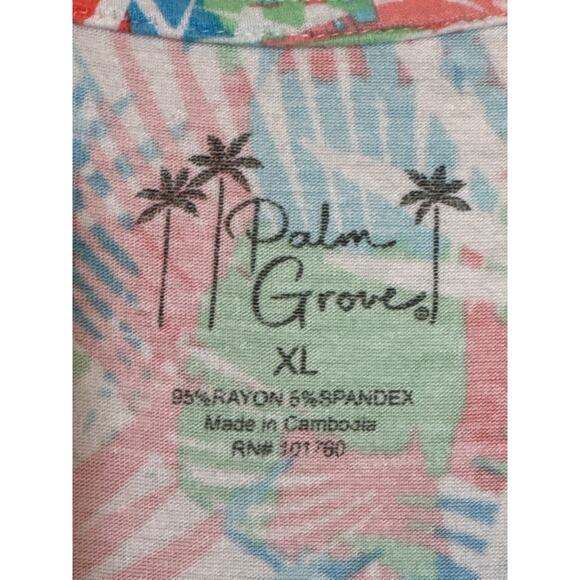 Palm
Grove®
XL
95%RAYON 5%SPANDEX
Made in Cambodia
RN# 101760